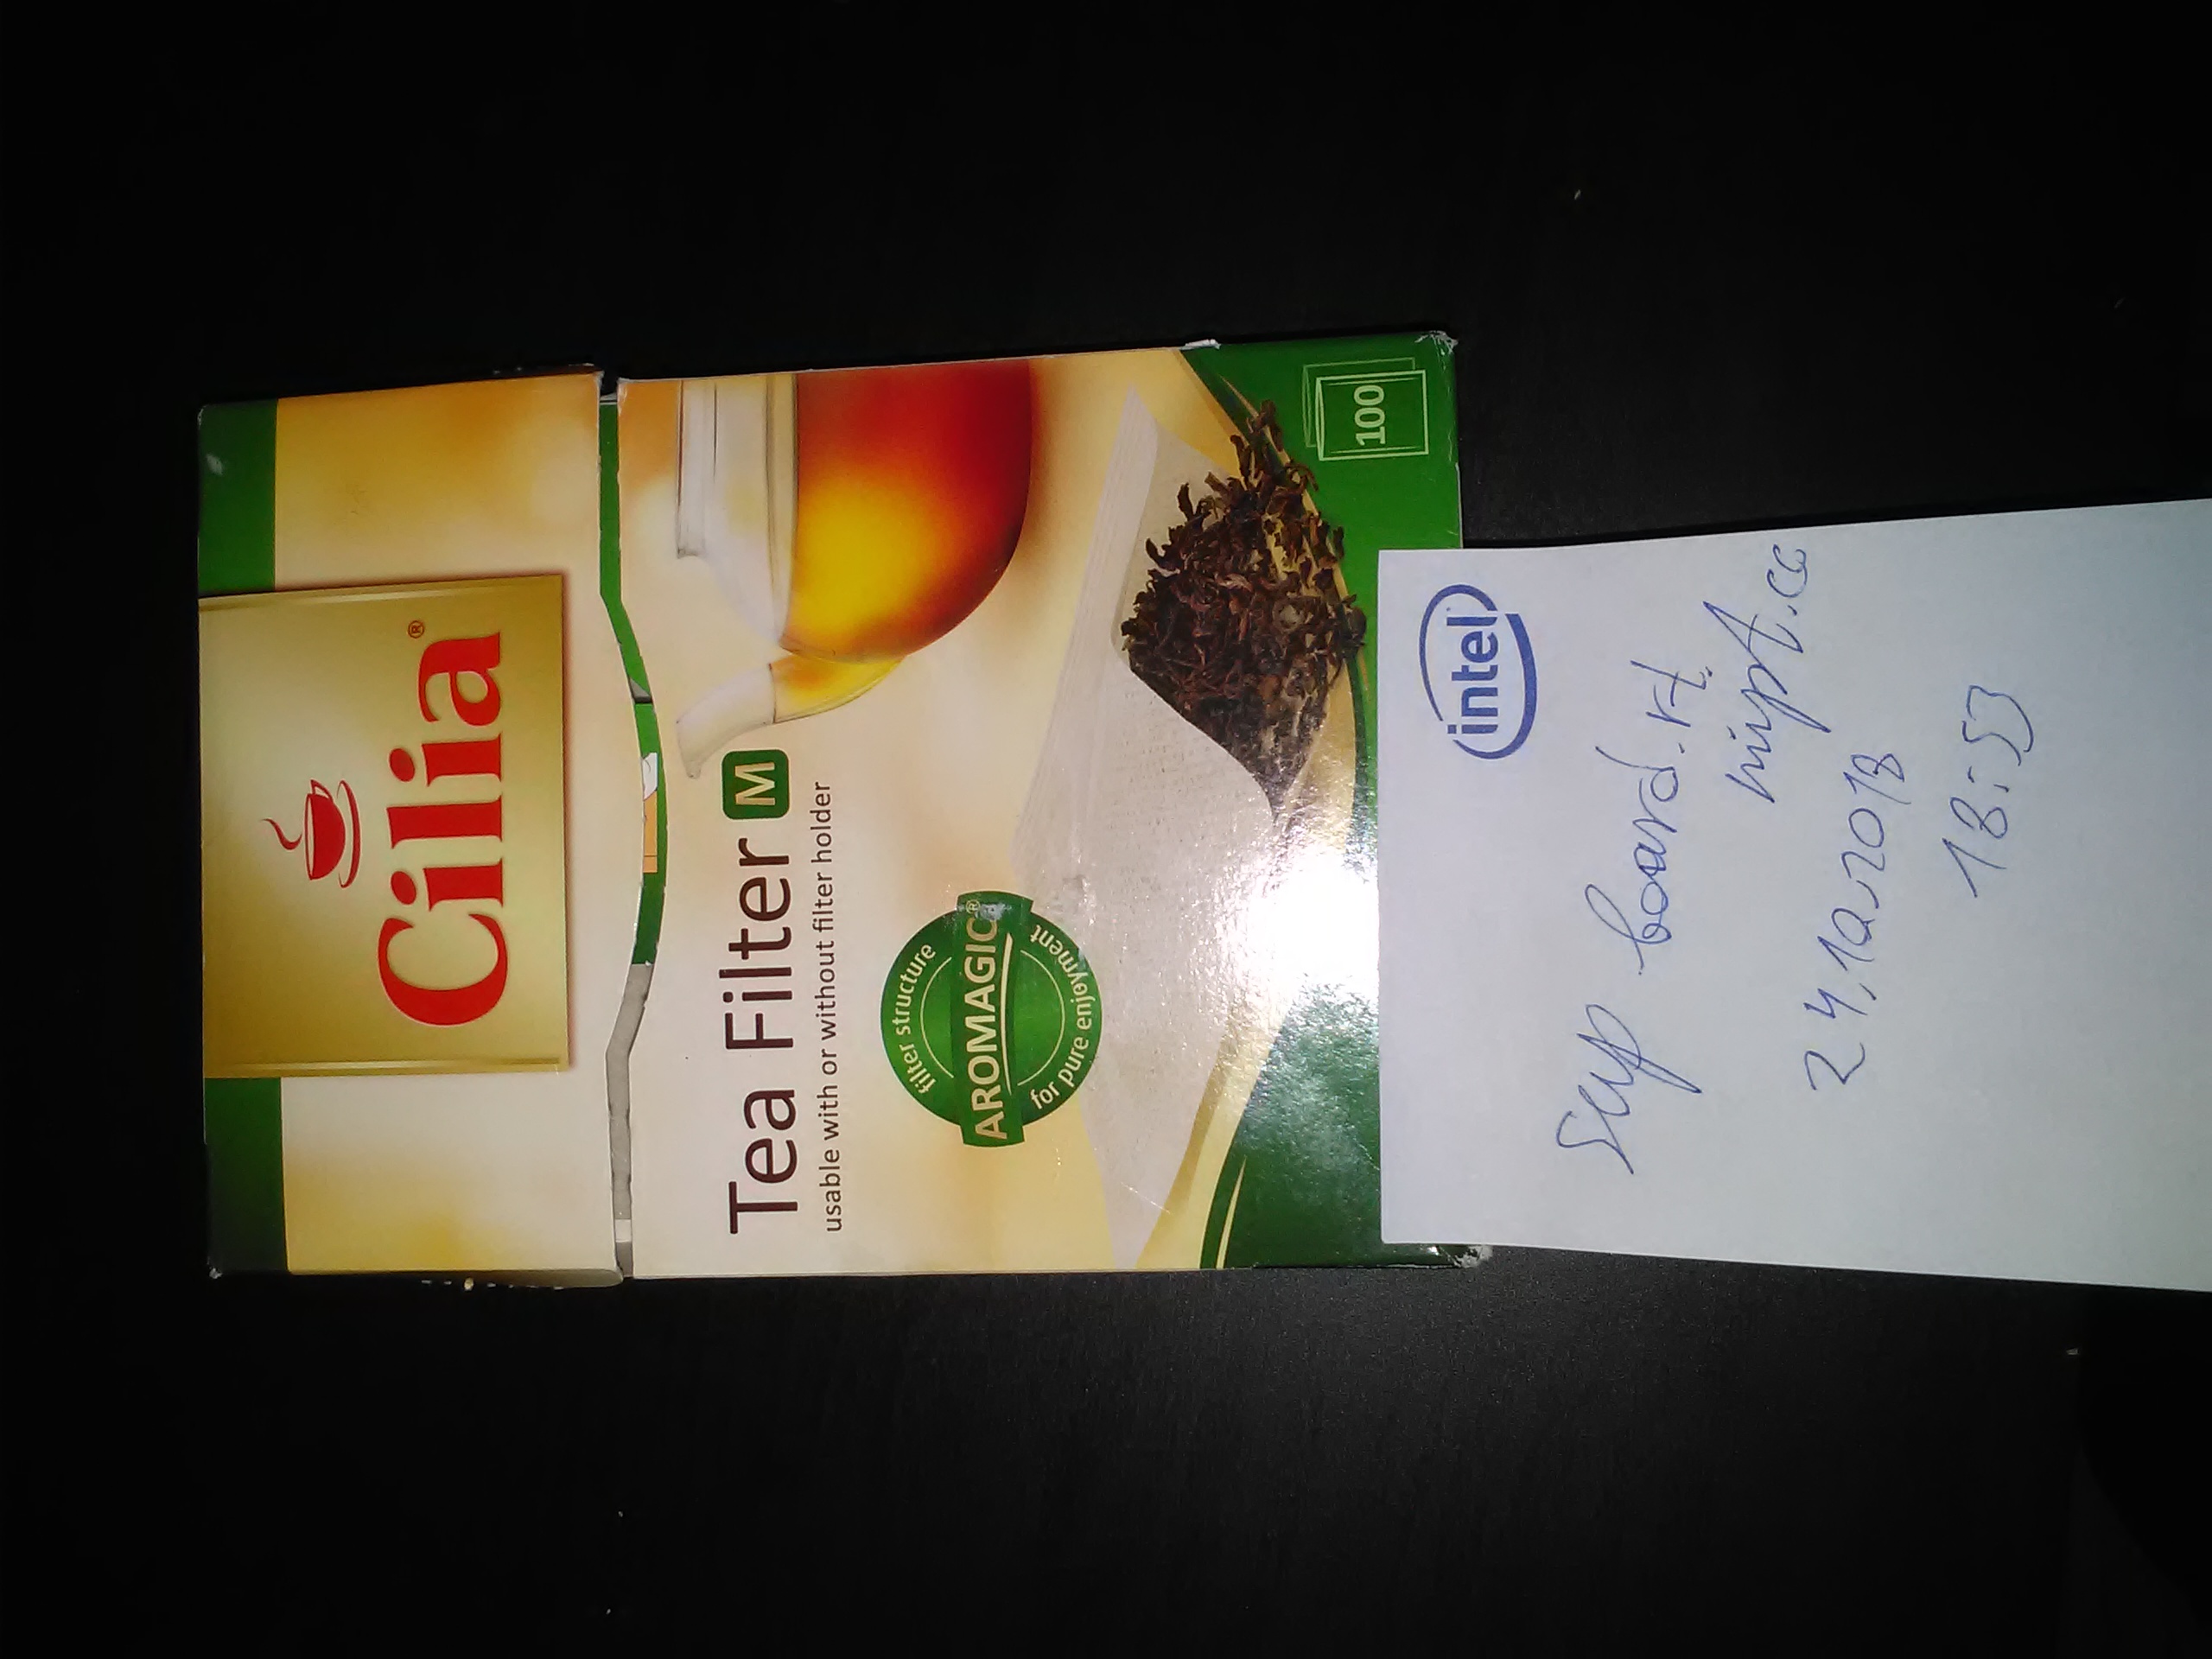 Cilia®
Tea Filter M
usable with or without filter holder
filter structure
AROMAGIC®
for pure enjoyment
100
intel
sup board.rt.
mipt.cc
24.10.2018
18:53